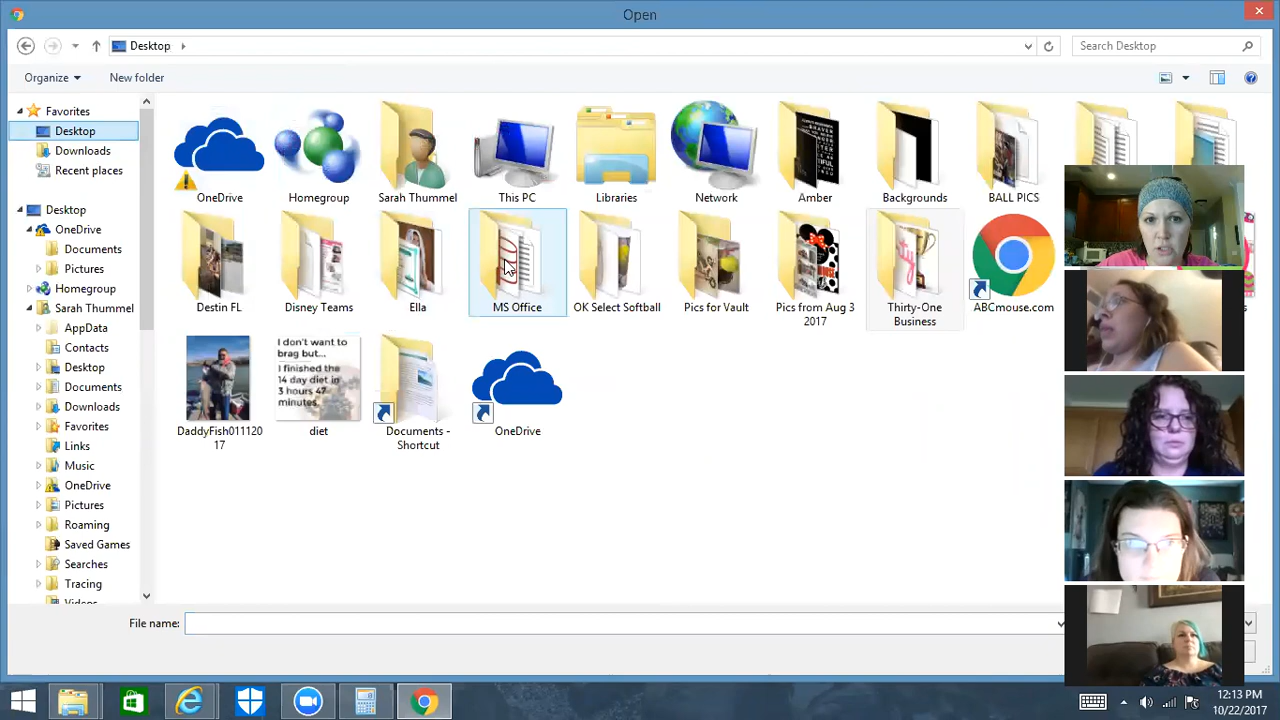 Open
Desktop
Search Desktop
Organize
New folder
Favorites
Desktop
Downloads
Recent places
Desktop
OneDrive
Documents
Pictures
Homegroup
Sarah Thummel
AppData
Contacts
Desktop
Documents
Downloads
Favorites
Links
Music
OneDrive
Pictures
Roaming
Saved Games
Searches
Tracing
Videos
OneDrive
Homegroup
Sarah Thummel
This PC
Libraries
Network
Amber
Backgrounds
BALL PICS
Destin FL
Disney Teams
Ella
MS Office
OK Select Softball
Pics for Vault
Pics from Aug 3
2017
Thirty-One
Business
ABCmouse.com
I don't want to
brag but...
I finished the
14 day diet in
3 hours 47
minutes.
DaddyFish011120
17
diet
Documents -
Shortcut
OneDrive
File name:
12:13 PM
10/22/2017